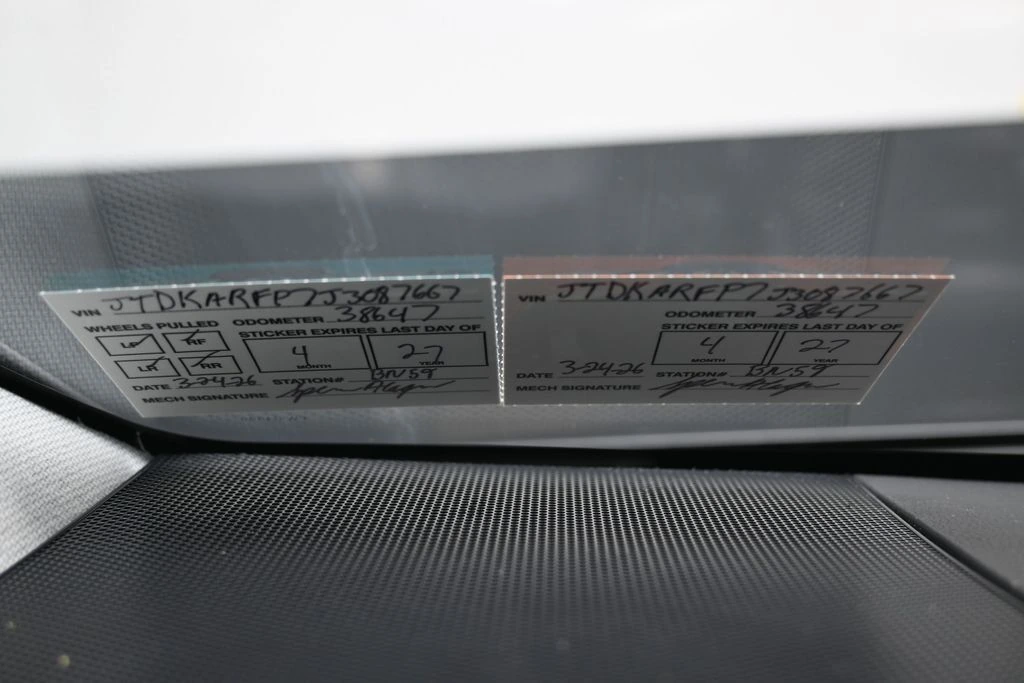 VIN JTDKARFP7J3087667
WHEELS PULLED ODOMETER 38647
LF RF
LR RR
STICKER EXPIRES LAST DAY OF
4 27
MONTH YEAR
DATE 3-24-26 STATION# BN59
MECH SIGNATURE
VIN JTDKARFP7J3087667
ODOMETER 38647
STICKER EXPIRES LAST DAY OF
4 27
MONTH YEAR
DATE 3-24-26 STATION# BN59
MECH SIGNATURE